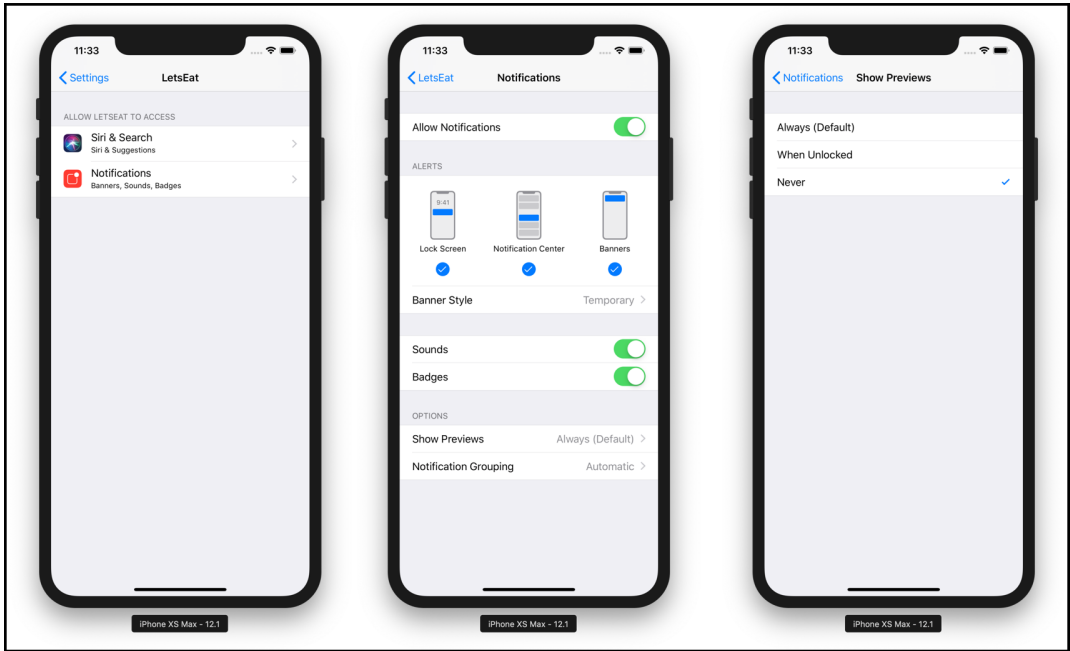 11:33
Settings
LetsEat
ALLOW LETSEAT TO ACCESS
Siri & Search
Siri & Suggestions
Notifications
Banners, Sounds, Badges
iPhone XS Max - 12.1
11:33
LetsEat
Notifications
Allow Notifications
ALERTS
9:41
Lock Screen
Notification Center
Banners
Banner Style
Temporary
Sounds
Badges
OPTIONS
Show Previews
Always (Default)
Notification Grouping
Automatic
iPhone XS Max - 12.1
11:33
Notifications
Show Previews
Always (Default)
When Unlocked
Never
iPhone XS Max - 12.1